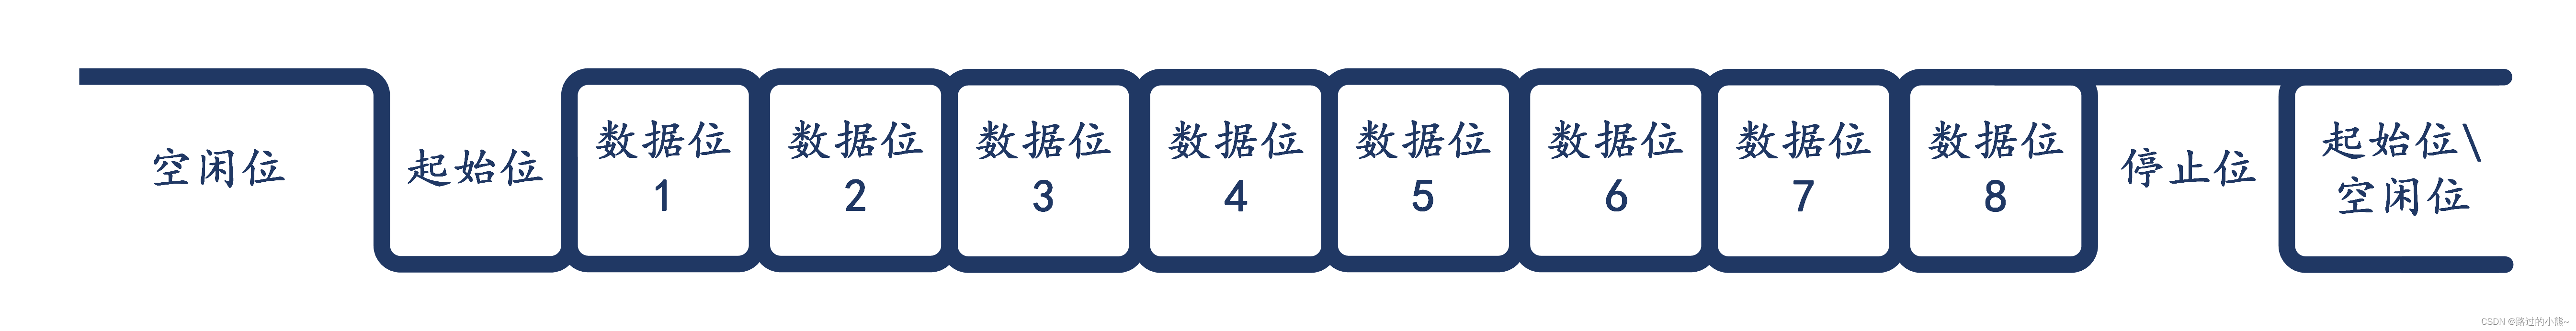 空闲位
起始位
数据位
1
数据位
2
数据位
3
数据位
4
数据位
5
数据位
6
数据位
7
数据位
8
停止位
起始位\
空闲位
CSDN @路过的小熊~